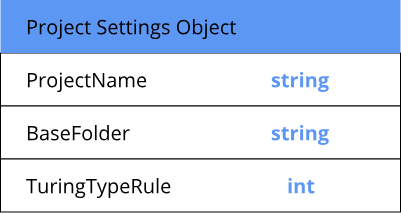 Project Settings Object
ProjectName string
BaseFolder string
TuringTypeRule int